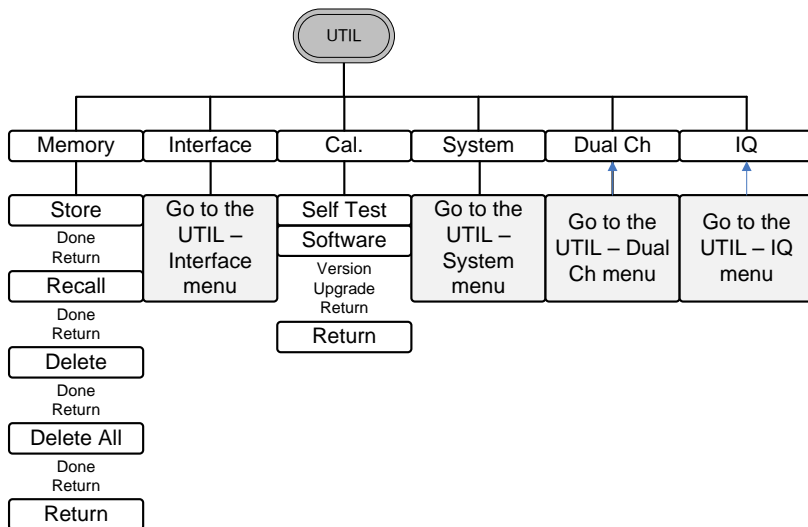 UTIL
Memory
Interface
Cal.
System
Dual Ch
IQ
Store
Done
Return
Recall
Done
Return
Delete
Done
Return
Delete All
Done
Return
Return
Go to the
UTIL –
Interface
menu
Self Test
Software
Version
Upgrade
Return
Return
Go to the
UTIL –
System
menu
Go to the
UTIL – Dual
Ch menu
Go to the
UTIL – IQ
menu